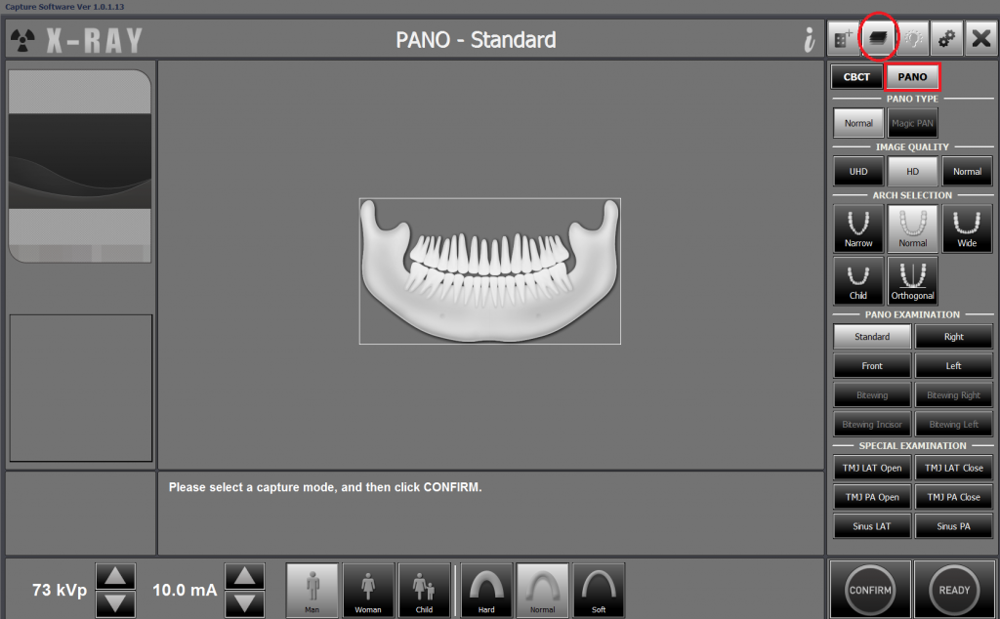 Capture Software Ver 1.0.1.13
X-RAY
PANO - Standard
i
CBCT PANO
PANO TYPE
Normal Magic PAN
IMAGE QUALITY
UHD HD Normal
ARCH SELECTION
Narrow Normal Wide
Child Orthogonal
PANO EXAMINATION
Standard Right
Front Left
Bitewing Bitewing Right
Bitewing Incisor Bitewing Left
SPECIAL EXAMINATION
TMJ LAT Open TMJ LAT Close
TMJ PA Open TMJ PA Close
Sinus LAT Sinus PA
Please select a capture mode, and then click CONFIRM.
73 kVp 10.0 mA
Man Woman Child Hard Normal Soft
CONFIRM READY